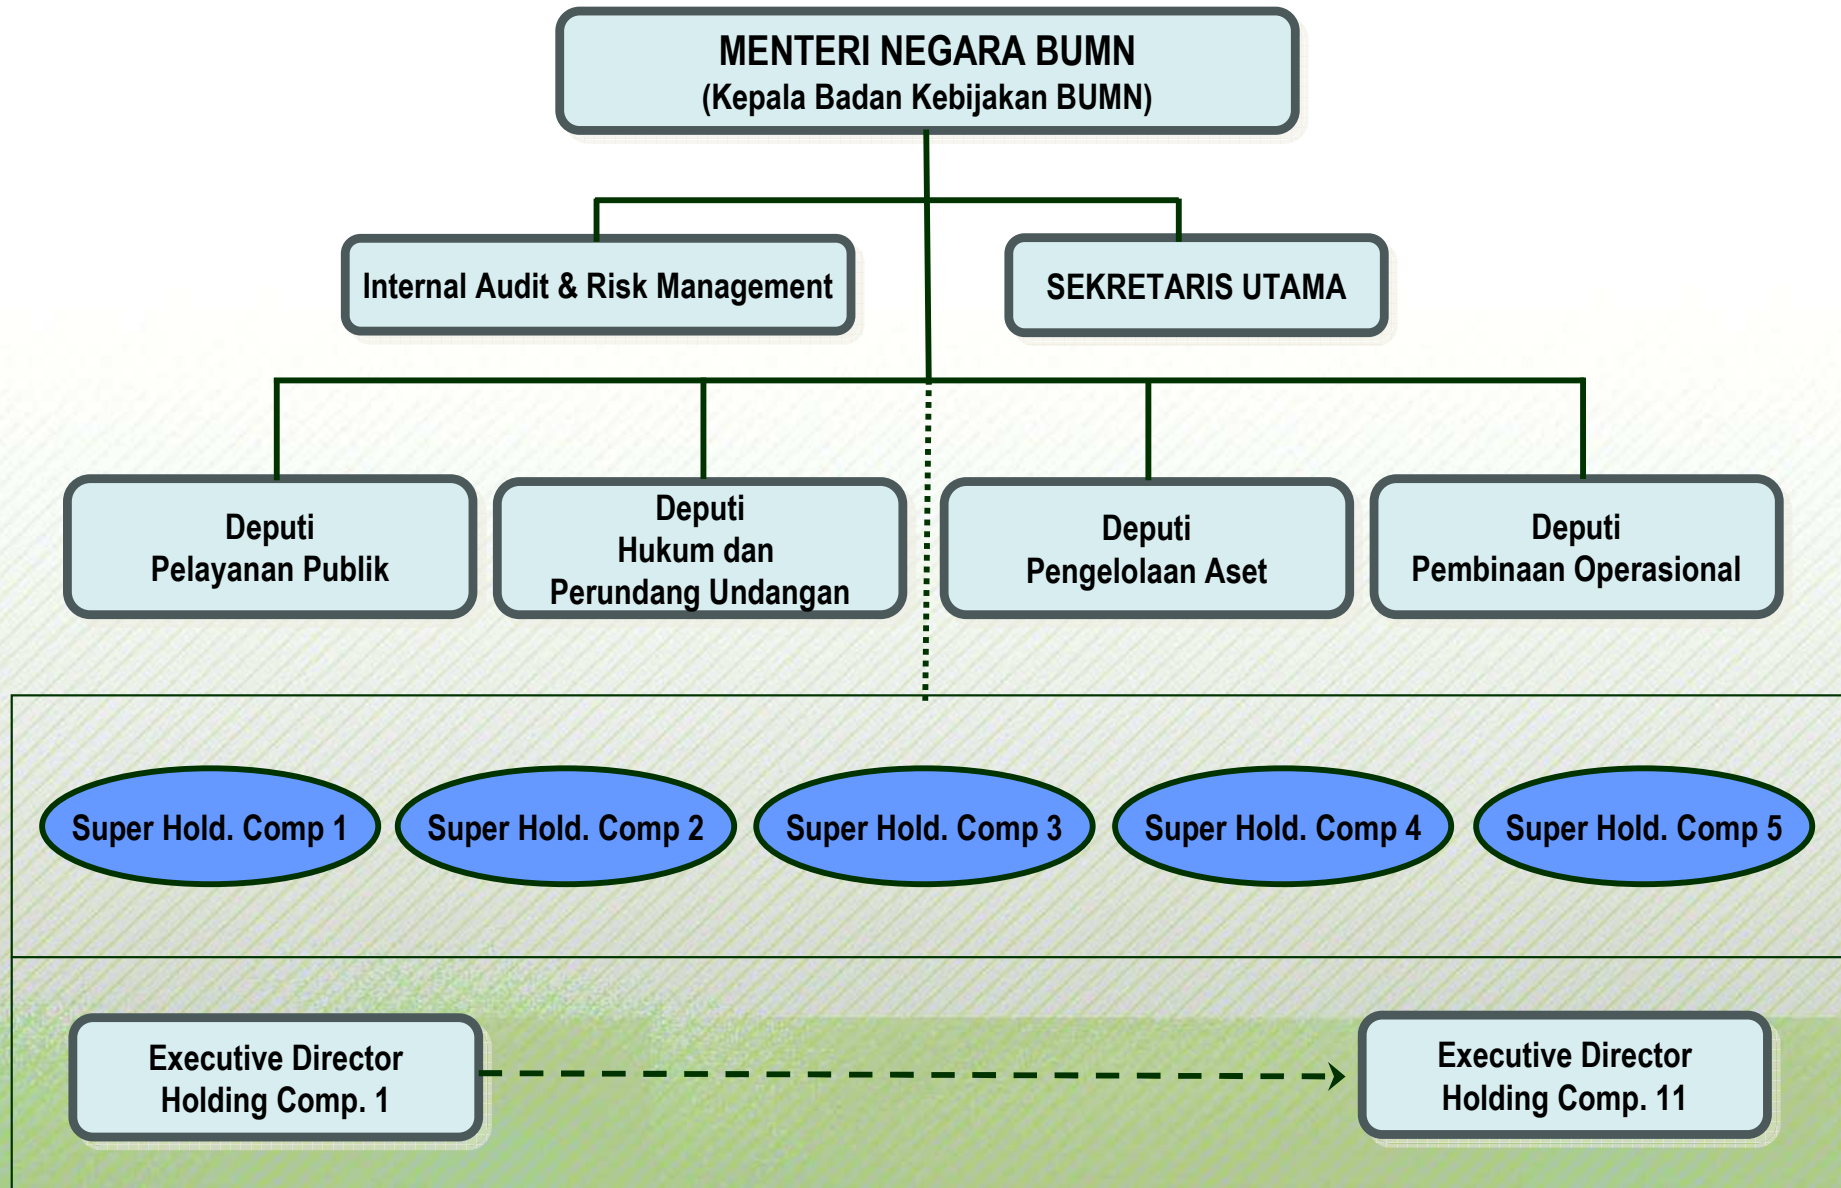 MENTERI NEGARA BUMN
(Kepala Badan Kebijakan BUMN)
Internal Audit & Risk Management
SEKRETARIS UTAMA
Deputi
Pelayanan Publik
Deputi
Hukum dan
Perundang Undangan
Deputi
Pengelolaan Aset
Deputi
Pembinaan Operasional
Super Hold. Comp 1
Super Hold. Comp 2
Super Hold. Comp 3
Super Hold. Comp 4
Super Hold. Comp 5
Executive Director
Holding Comp. 1
Executive Director
Holding Comp. 11